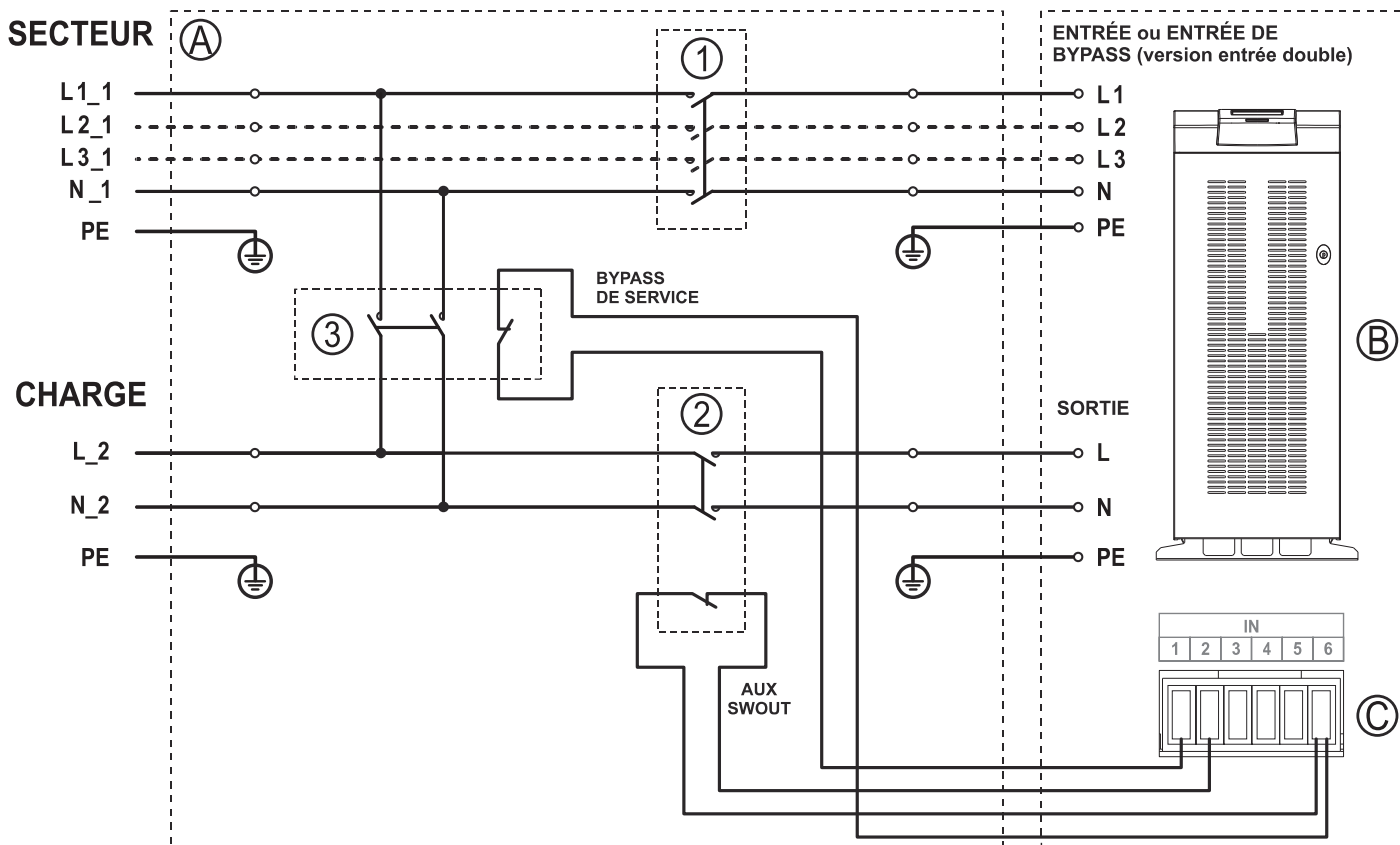 SECTEUR
A
1
ENTRÉE ou ENTRÉE DE
BYPASS (version entrée double)
L1_1
L1
L2_1
L2
L3_1
L3
N_1
N
PE
PE
BYPASS
DE SERVICE
3
B
CHARGE
2
SORTIE
L_2
L
N_2
N
PE
PE
IN
1 2 3 4 5 6
AUX
SWOUT
C